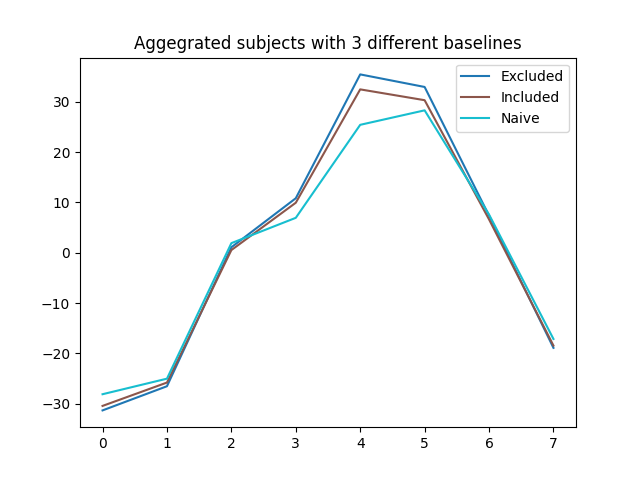 Aggegrated subjects with 3 different baselines
Excluded
Included
Naive
30
20
10
0
−10
−20
−30
0 1 2 3 4 5 6 7